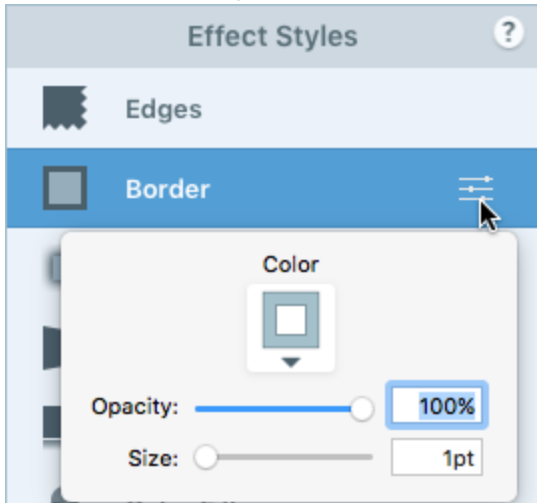 Effect Styles ?
Edges
Border
Color
Opacity: 100%
Size: 1pt